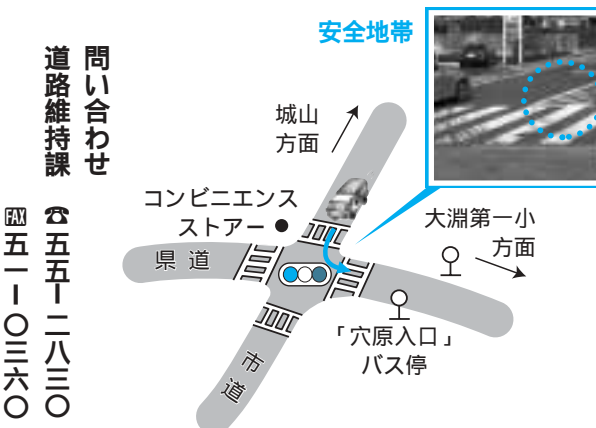 安全地帯
問い合わせ
道路維持課
☎五五ー二八三〇
FAX五一ー〇三六〇
城山
方面
コンビニエンス
ストアー
県道
大淵第一小
方面
「穴原入口」
バス停
市道